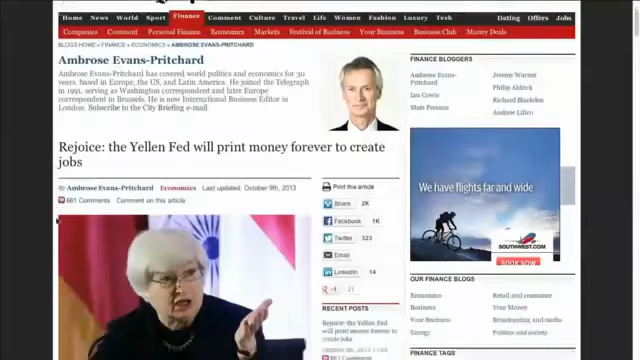 Home News World Sport Finance Comment Culture Travel Life Women Fashion Luxury Tech Dating Offers Jobs
Companies Comment Personal Finance Economics Markets Festival of Business Your Business Business Club Money Deals
BLOGS HOME » FINANCE » ECONOMICS » AMBROSE EVANS-PRITCHARD
Ambrose Evans-Pritchard
Ambrose Evans-Pritchard has covered world politics and economics for 30
years, based in Europe, the US, and Latin America. He joined the Telegraph
in 1991, serving as Washington correspondent and later Europe
correspondent in Brussels. He is now International Business Editor in
London. Subscribe to the City Briefing e-mail
Rejoice: the Yellen Fed will print money forever to create
jobs
By Ambrose Evans-Pritchard Economics Last updated: October 9th, 2013
661 Comments Comment on this article
Print this article
Share 2K
Facebook 1K
Twitter 323
Email
LinkedIn 14
+1 21
RECENT POSTS
Rejoice: the Yellen Fed will
print money forever to
create jobs
661 Comments
FINANCE BLOGGERS
Ambrose Evans-
Pritchard
Ian Cowie
Mats Persson
Jeremy Warner
Philip Aldrick
Richard Blackden
Andrew Lilico
We have flights far and wide
SOUTHWEST.COM
BOOK NOW
OUR FINANCE BLOGS
Economics
Business
Your Business
Energy
Retail and consumer
Your Money
Broadcasting and media
Politics and society
FINANCE TAGS